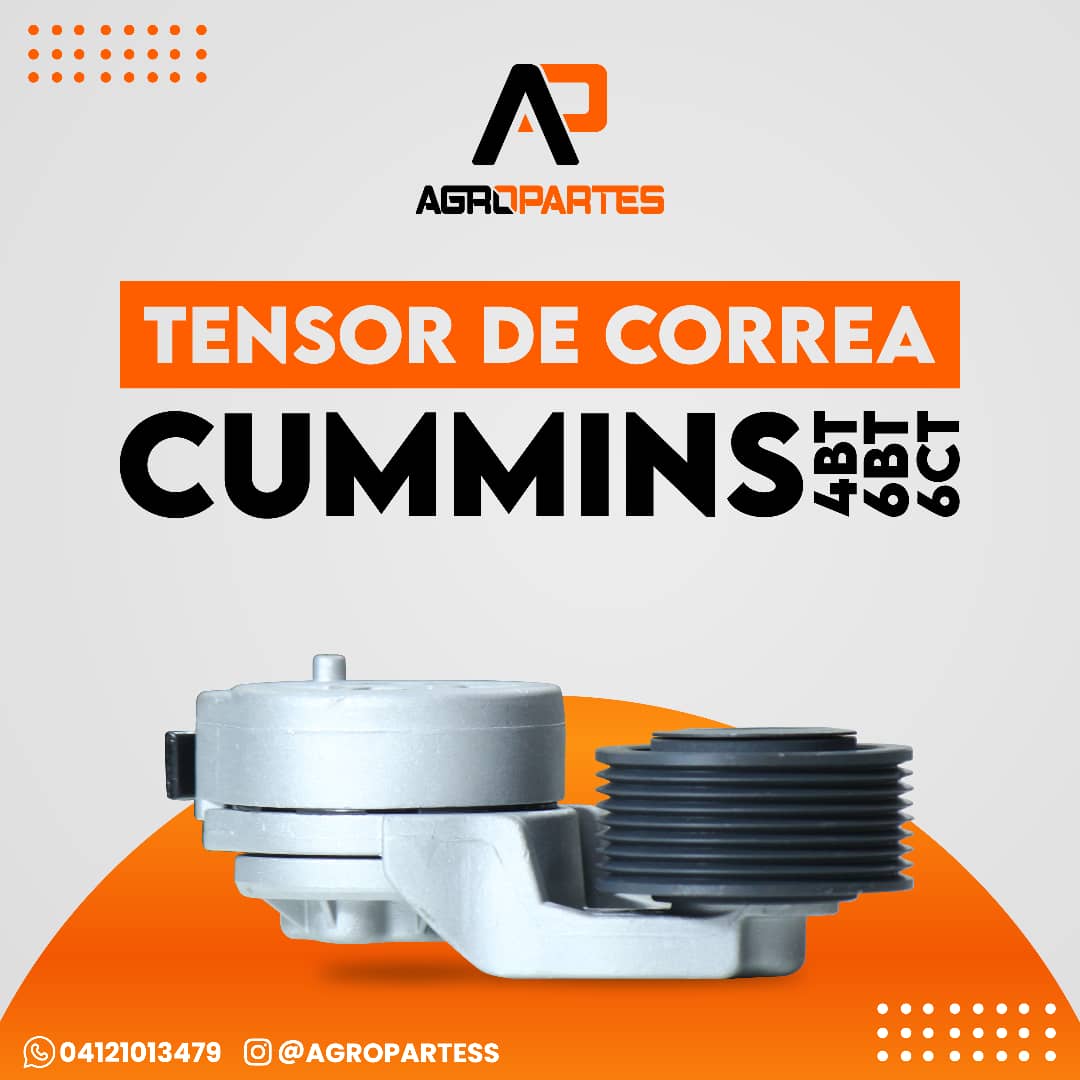 AP
AGROPARTES
TENSOR DE CORREA
CUMMINS
4BT
6BT
6CT
04121013479 @AGROPARTESS